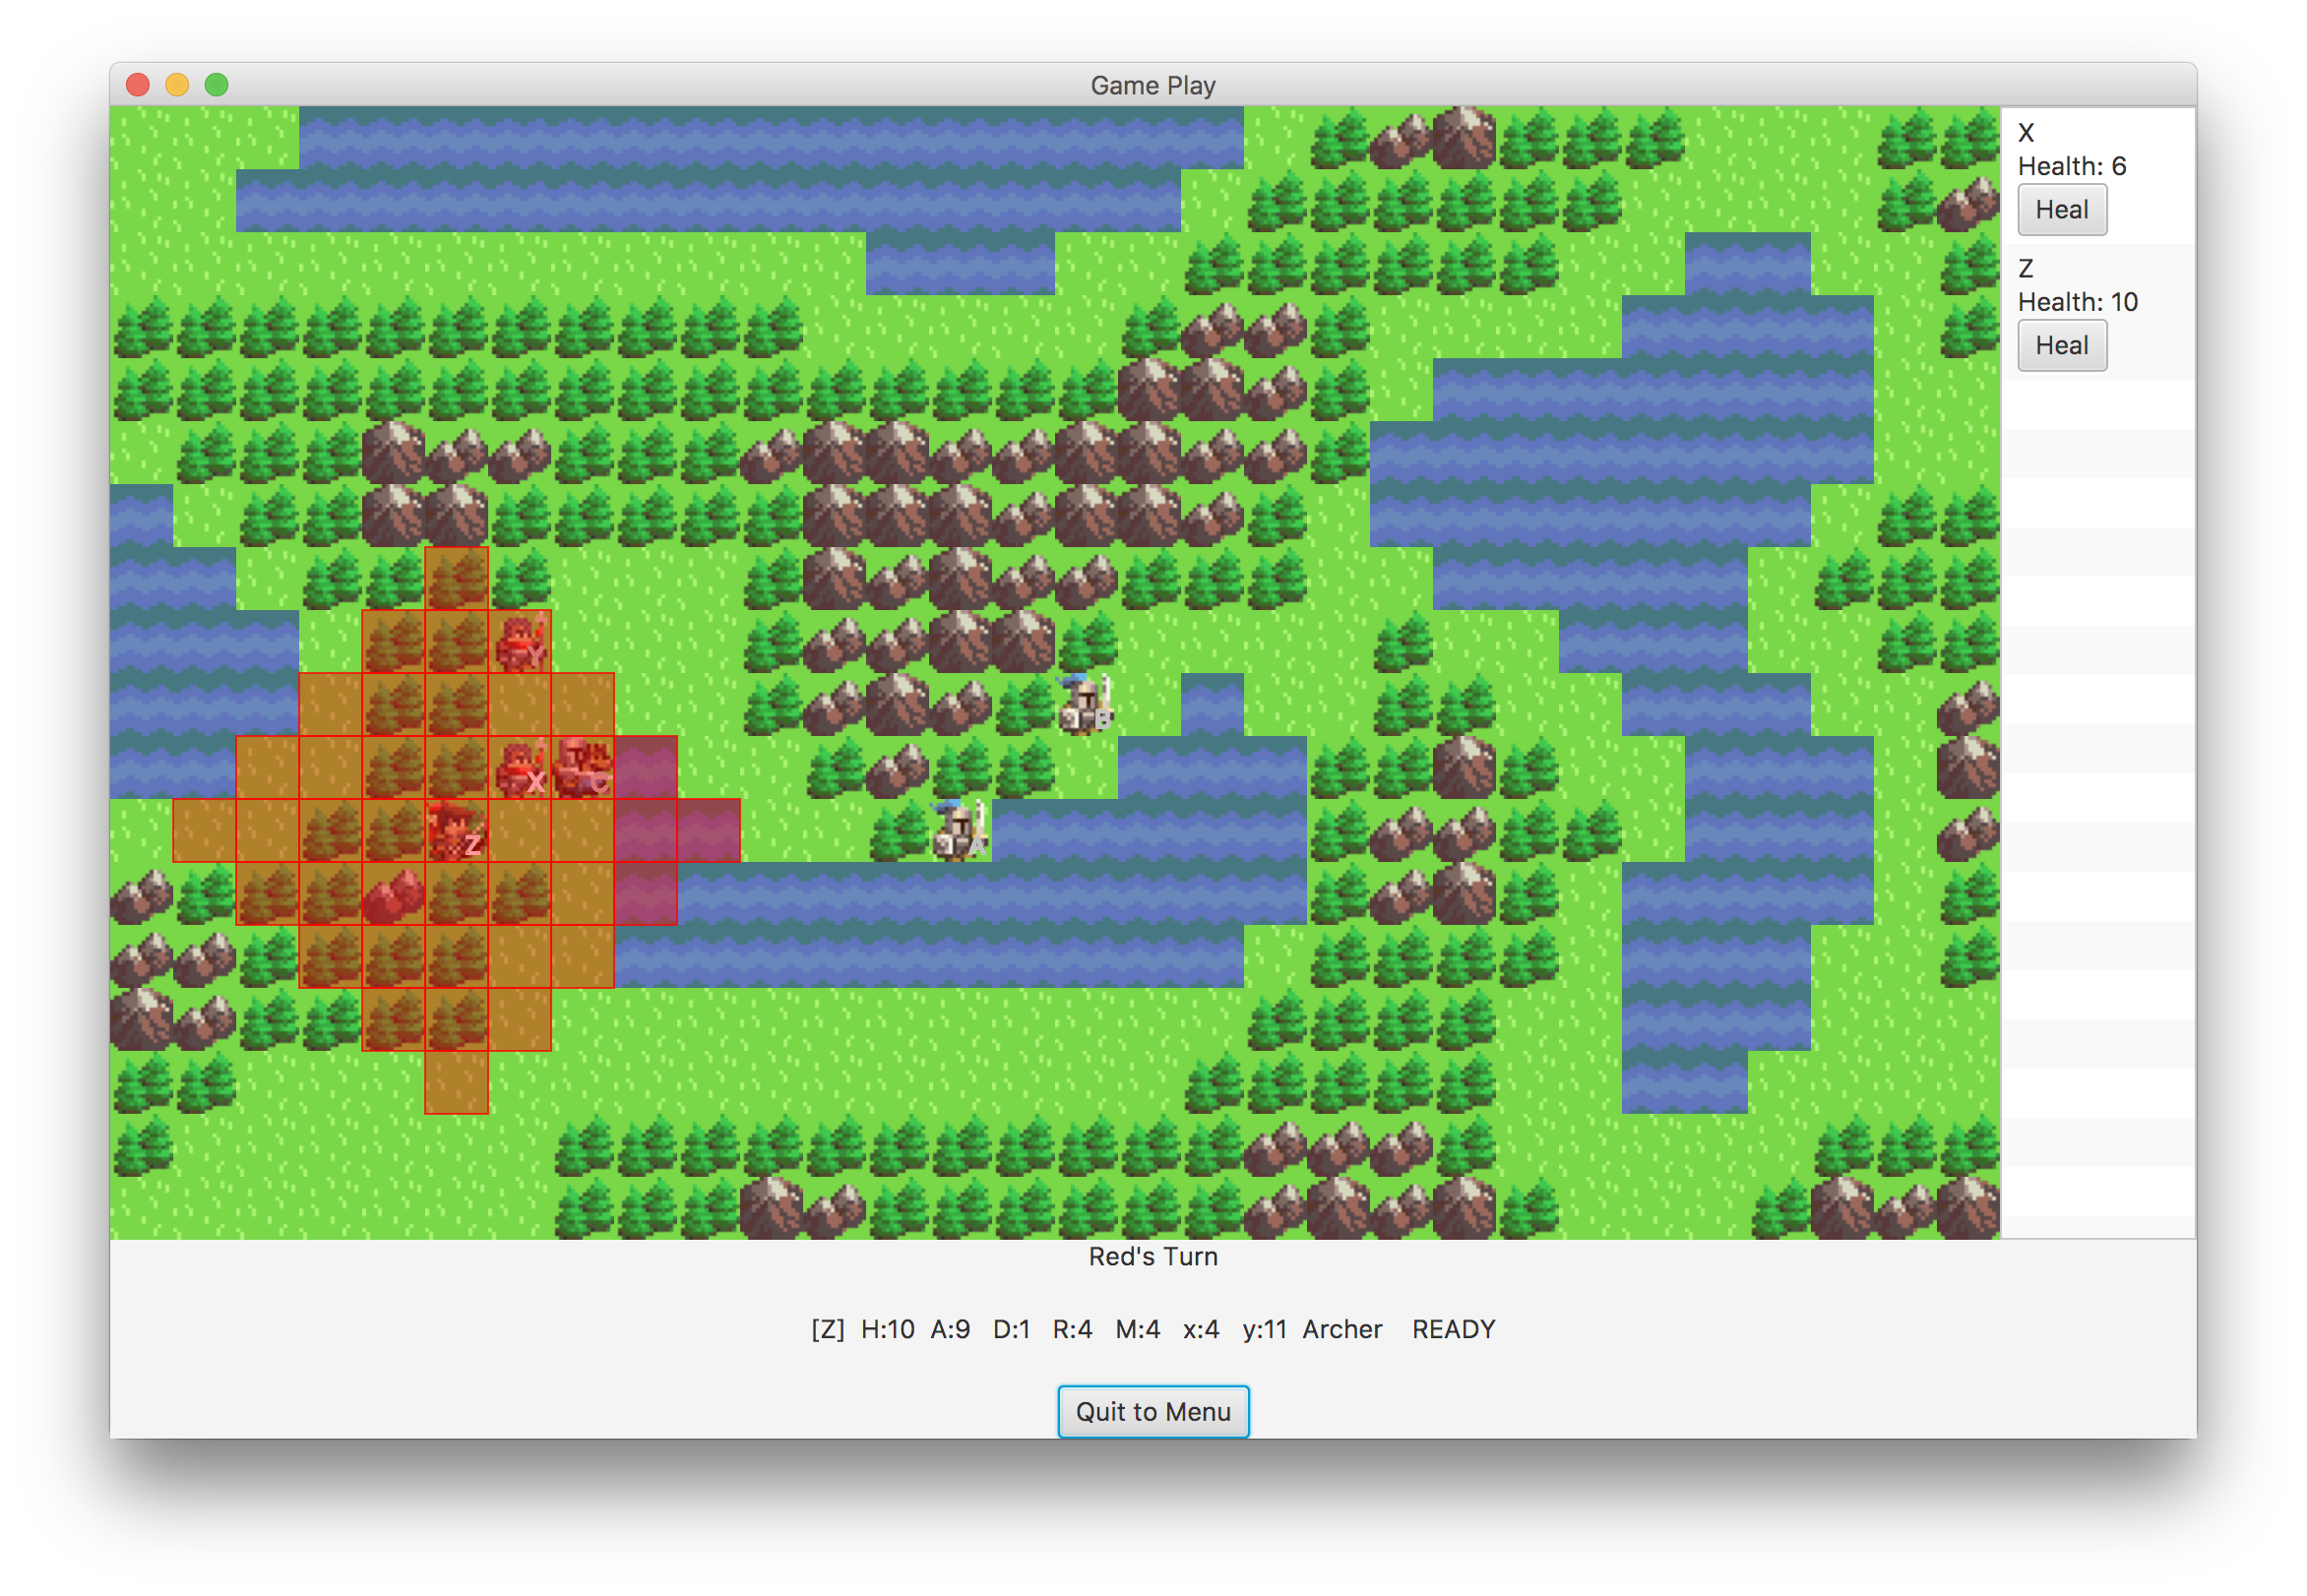 Game Play
X
Health: 6
Heal
Z
Health: 10
Heal
Y
B
X
C
Z
A
Red's Turn
[Z] H:10 A:9 D:1 R:4 M:4 x:4 y:11 Archer READY
Quit to Menu